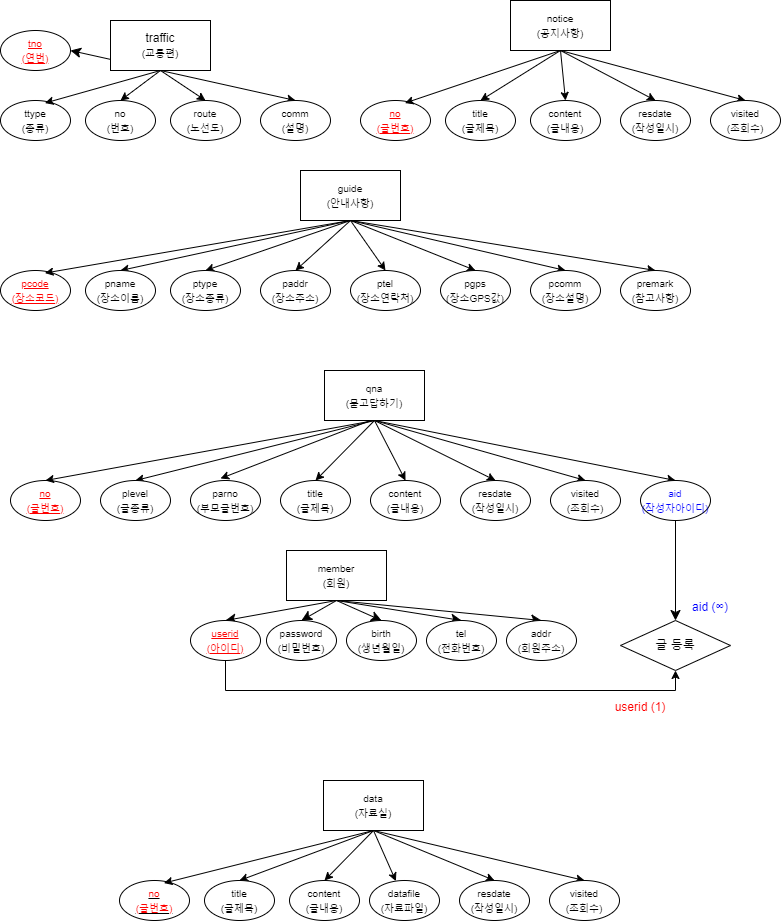 traffic
(교통편)
tno
(연번)
ttype
(종류)
no
(번호)
route
(노선도)
comm
(설명)
notice
(공지사항)
no
(글번호)
title
(글제목)
content
(글내용)
resdate
(작성일시)
visited
(조회수)
guide
(안내사항)
pcode
(장소코드)
pname
(장소이름)
ptype
(장소종류)
paddr
(장소주소)
ptel
(장소연락처)
pgps
(장소GPS값)
pcomm
(장소설명)
premark
(참고사항)
qna
(묻고답하기)
no
(글번호)
plevel
(글종류)
parno
(부모글번호)
title
(글제목)
content
(글내용)
resdate
(작성일시)
visited
(조회수)
aid
(작성자아이디)
member
(회원)
userid
(아이디)
password
(비밀번호)
birth
(생년월일)
tel
(전화번호)
addr
(회원주소)
aid (∞)
글 등록
userid (1)
data
(자료실)
no
(글번호)
title
(글제목)
content
(글내용)
datafile
(자료파일)
resdate
(작성일시)
visited
(조회수)